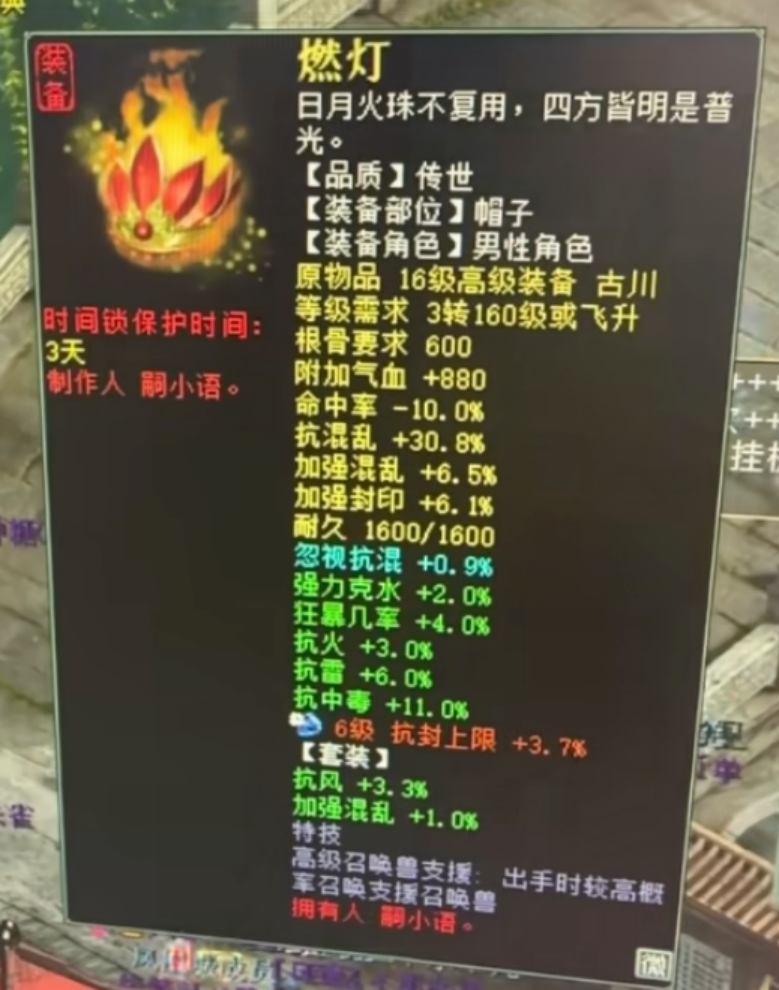 装备
燃灯
日月火珠不复用，四方皆明是普
光。
【品质】传世
【装备部位】帽子
【装备角色】男性角色
原物品 16级高级装备 古川
等级需求 3转160级或飞升
根骨要求 600
附加气血 +880
命中率 -10.0%
抗混乱 +30.8%
加强混乱 +6.5%
加强封印 +6.1%
耐久 1600/1600
忽视抗混 +0.9%
强力克水 +2.0%
狂暴几率 +4.0%
抗火 +3.0%
抗雷 +6.0%
抗中毒 +11.0%
6级 抗封上限 +3.7%
【套装】
抗风 +3.3%
加强混乱 +1.0%
特技
高级召唤兽支援: 出手时较高概
率召唤支援召唤兽
拥有人 嗣小语。
时间锁保护时间:
3天
制作人 嗣小语。
微